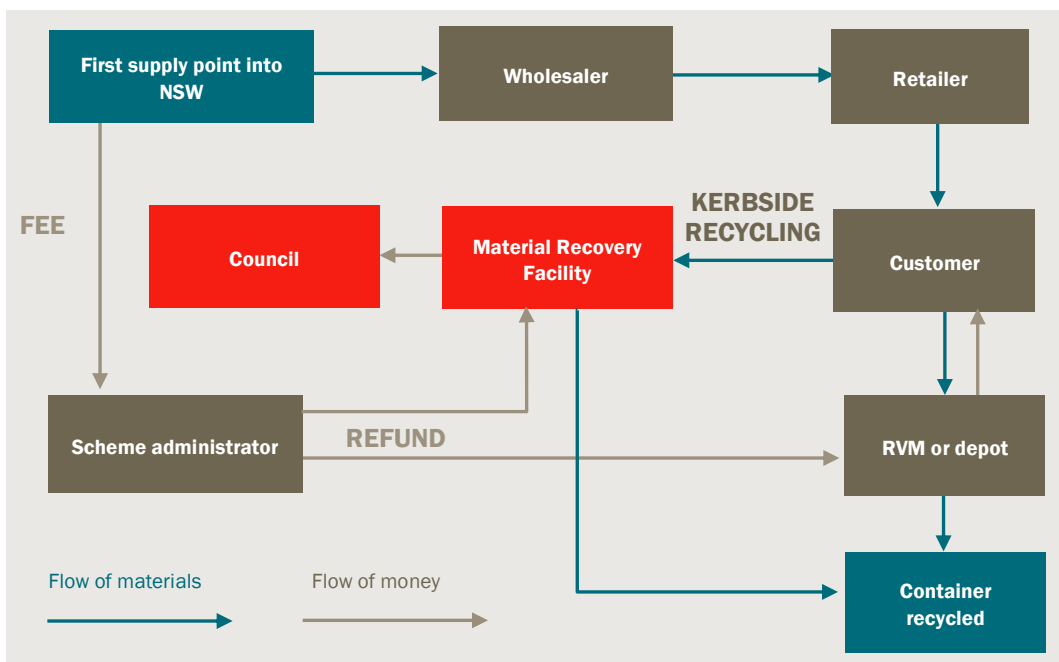 First supply point into
NSW
Wholesaler
Retailer
FEE
Council
Material Recovery
Facility
KERBSIDE
RECYCLING
Customer
Scheme administrator
REFUND
RVM or depot
Flow of materials
Flow of money
Container
recycled